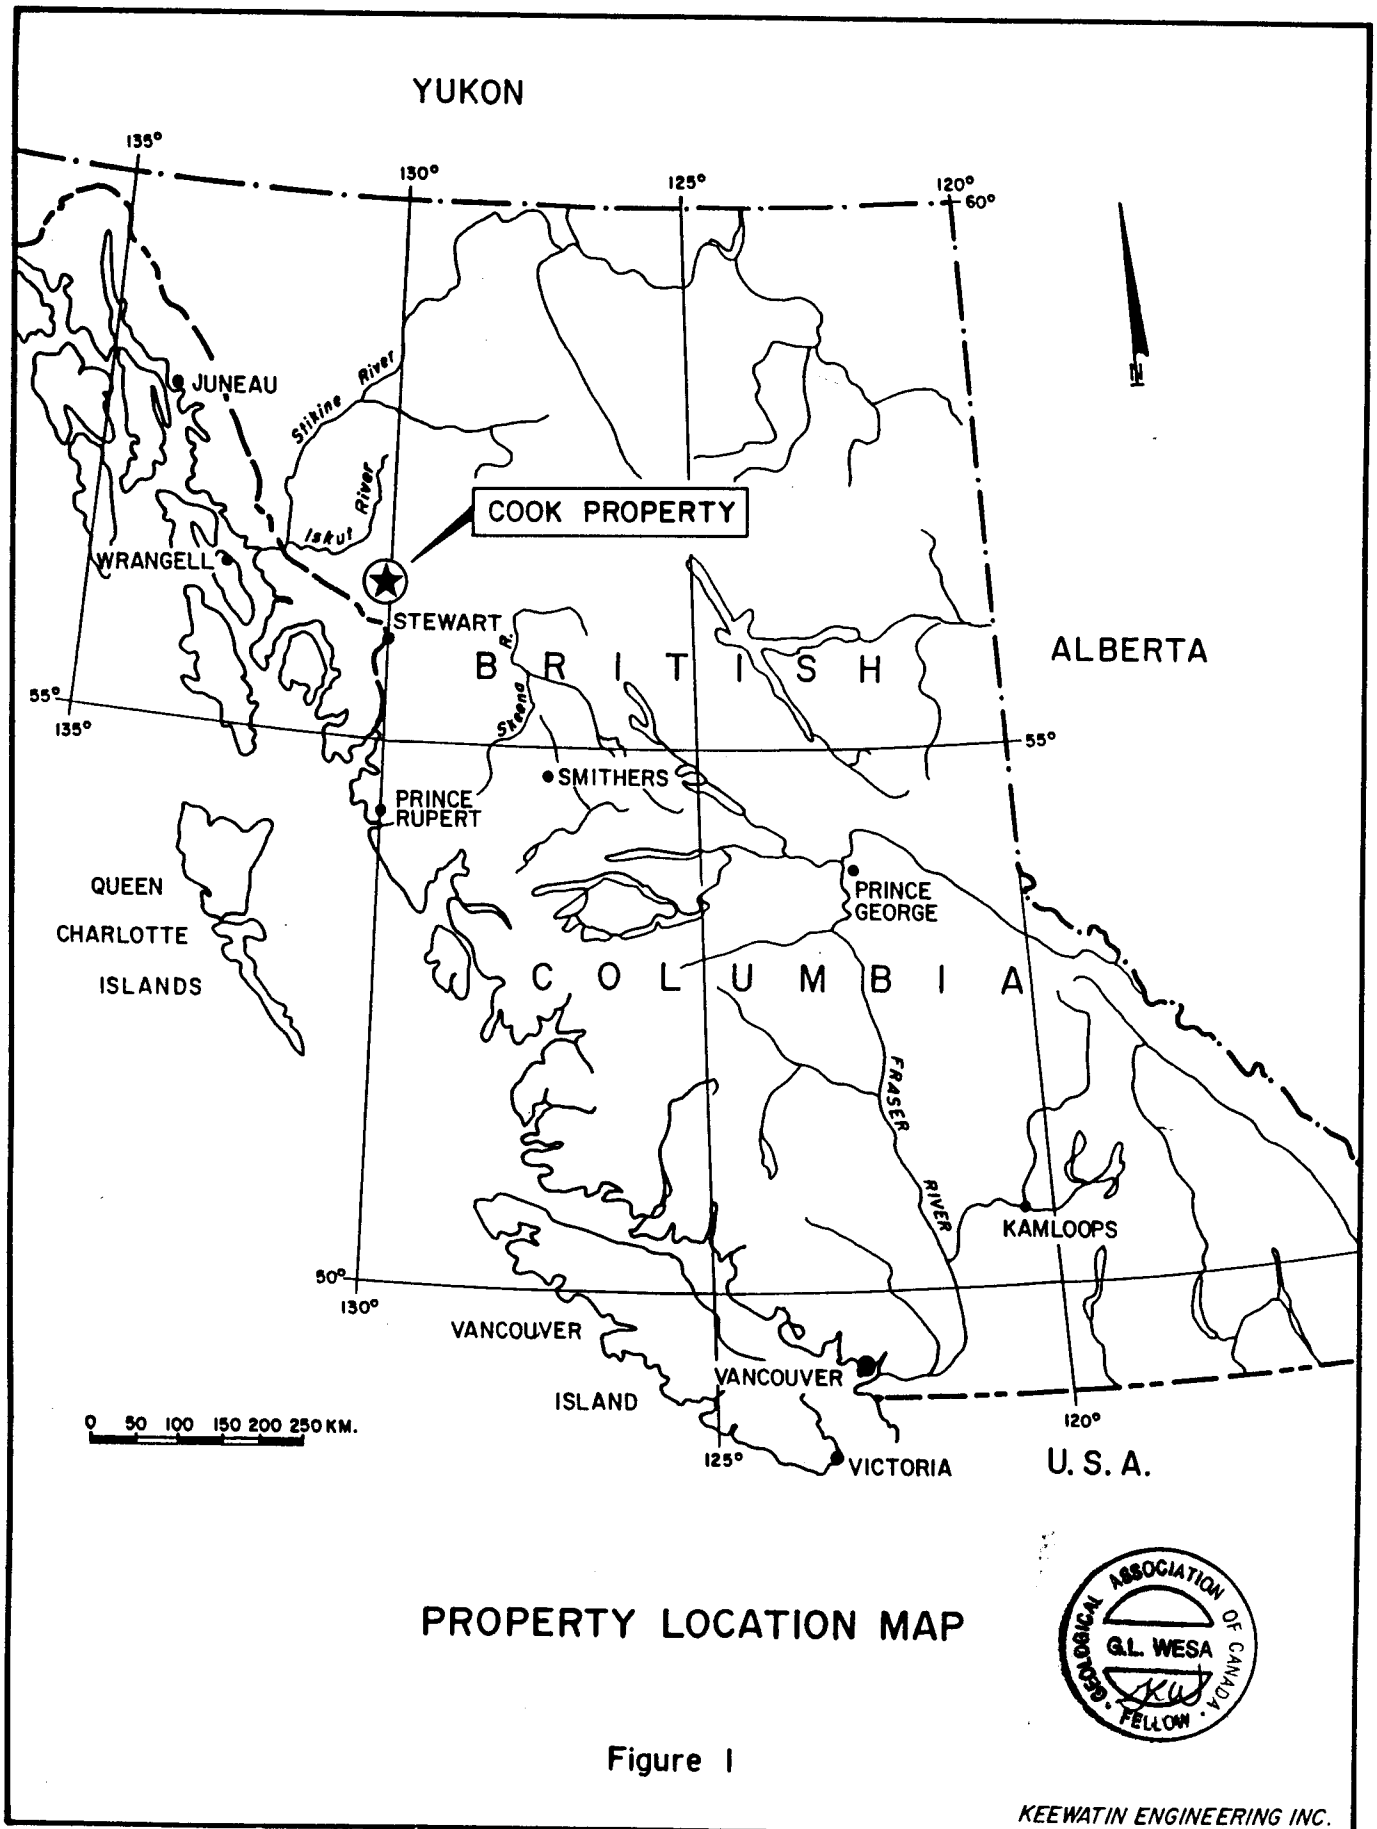 YUKON
135°
130°
125°
120°
60°
JUNEAU
Stikine River
N
Iskut River
COOK PROPERTY
WRANGELL
STEWART
BRITISH
ALBERTA
Skeena R.
55°
135°
55°
SMITHERS
PRINCE
RUPERT
QUEEN
CHARLOTTE
ISLANDS
PRINCE
GEORGE
COLUMBIA
FRASER RIVER
KAMLOOPS
50°
130°
VANCOUVER
ISLAND
VANCOUVER
120°
125°
VICTORIA
U.S.A.
0 50 100 150 200 250 KM.
PROPERTY LOCATION MAP
GEOLOGICAL ASSOCIATION OF CANADA
G.L. WESA
FELLOW
Figure 1
KEEWATIN ENGINEERING INC.